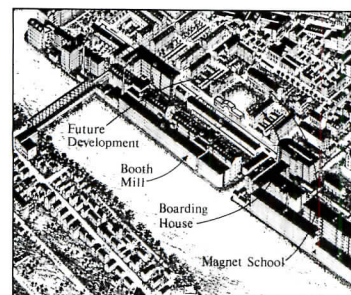 Future
Development
Booth
Mill
Boarding
House
Magnet School